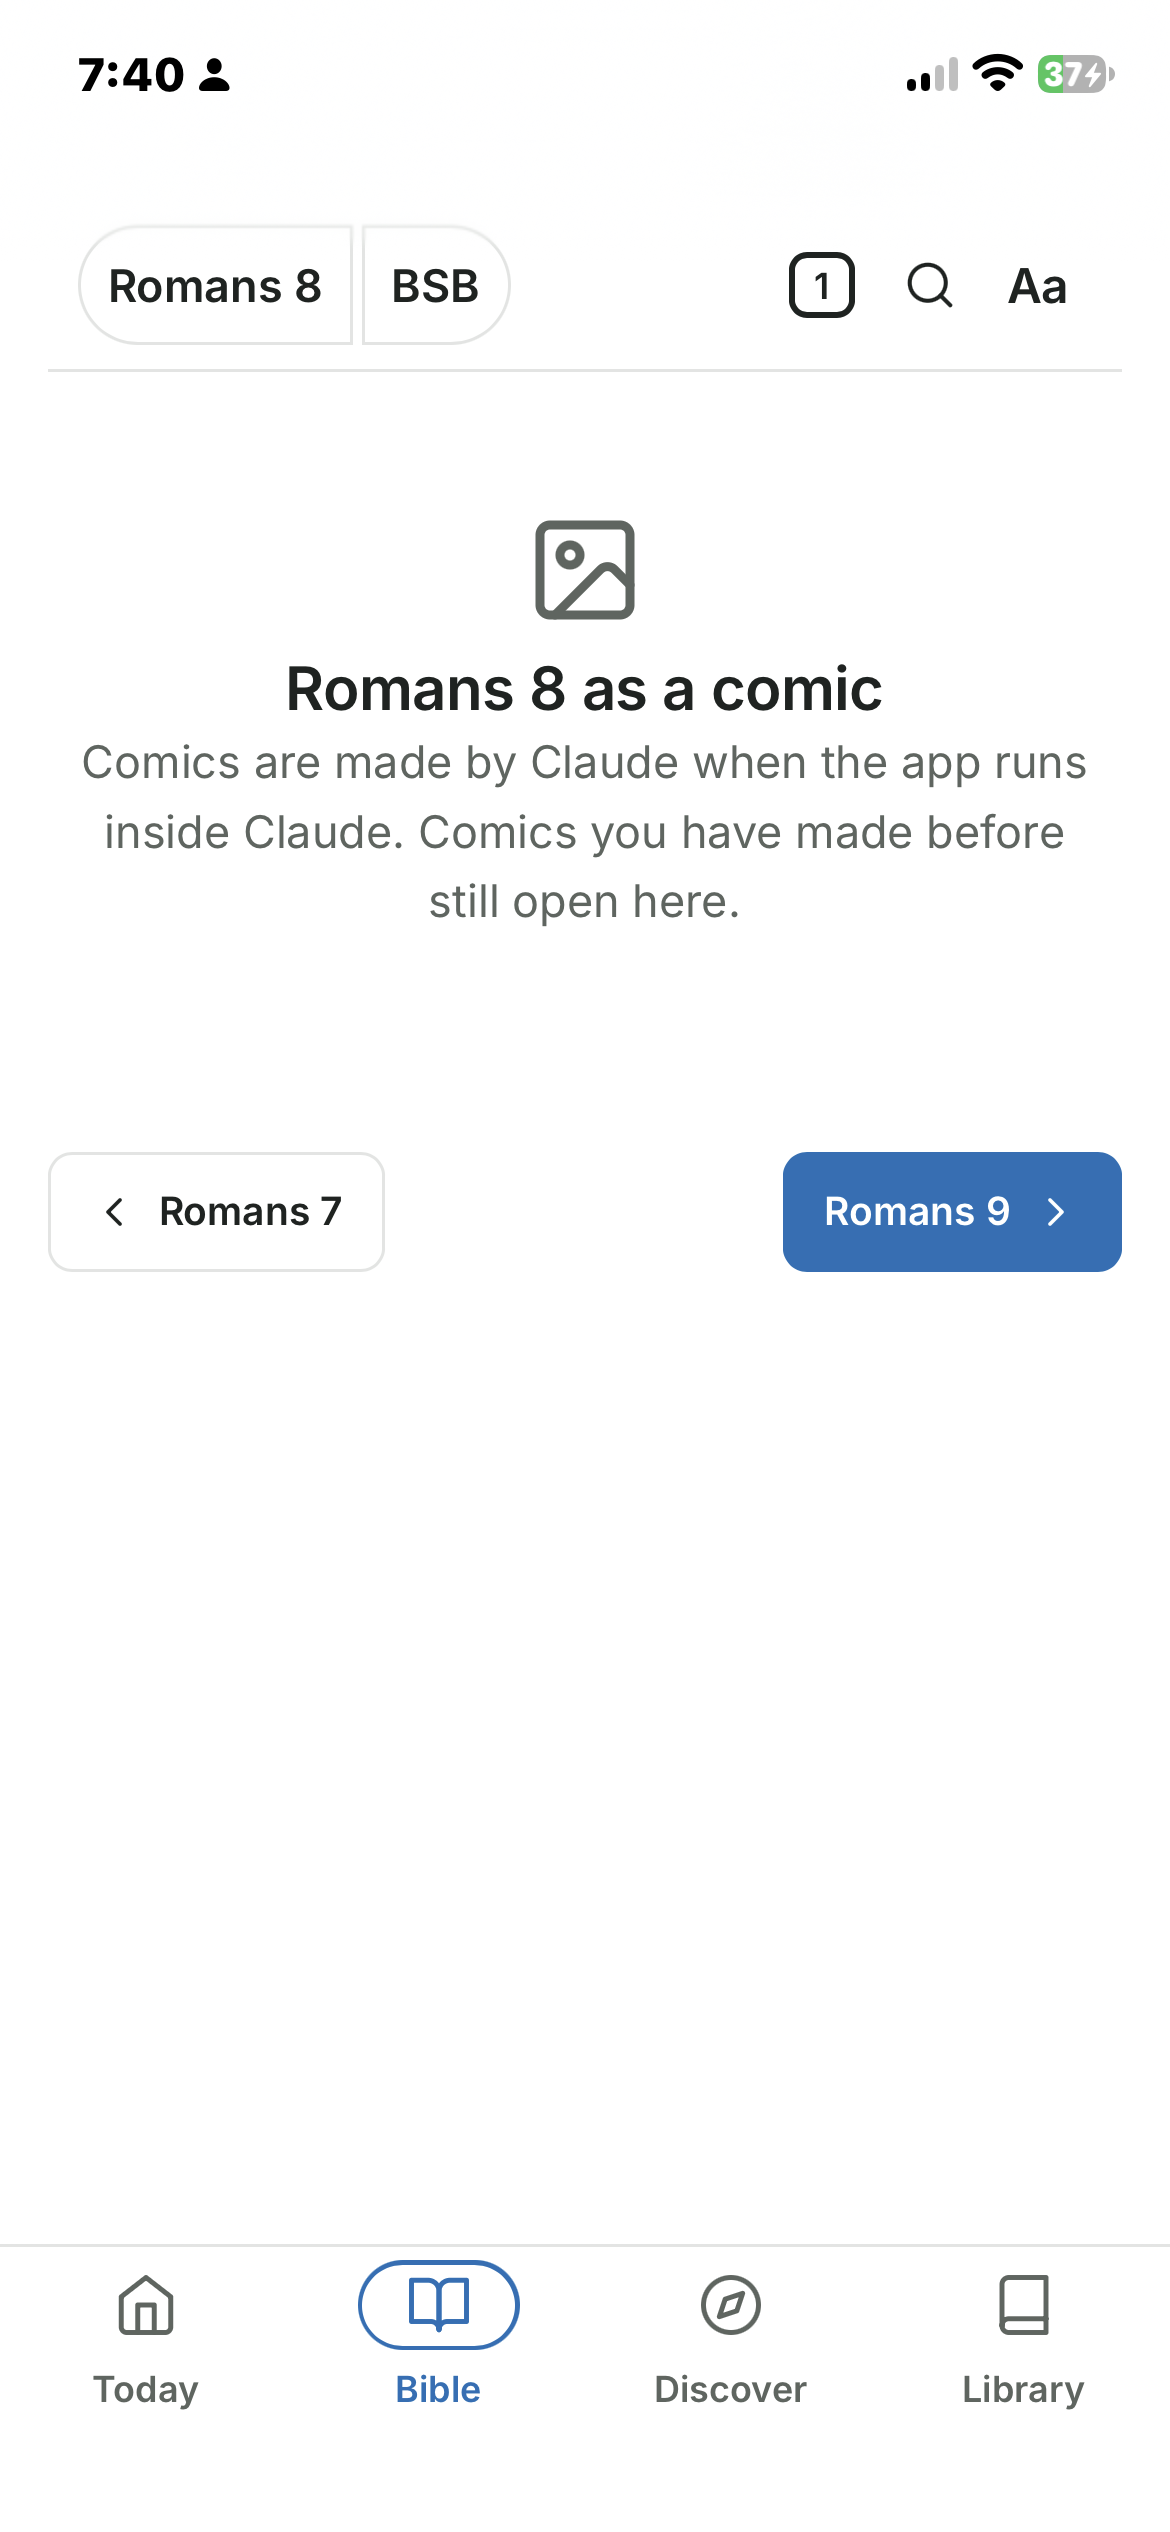 7:40
37
Romans 8
BSB
1
Aa
Romans 8 as a comic
Comics are made by Claude when the app runs
inside Claude. Comics you have made before
still open here.
Romans 7
Romans 9
Today
Bible
Discover
Library